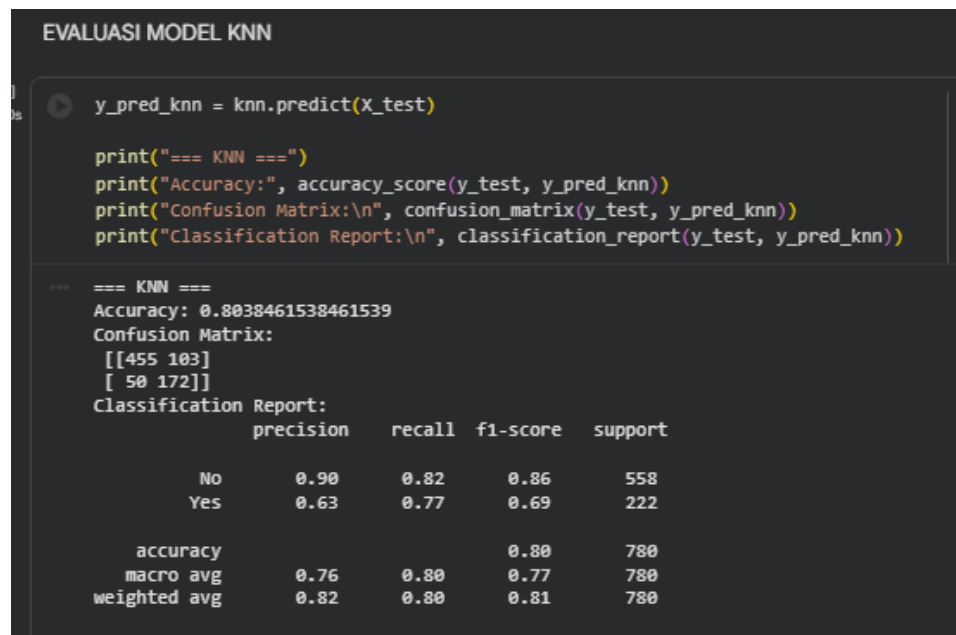 EVALUASI MODEL KNN
y_pred_knn = knn.predict(X_test)
print("=== KNN ===")
print("Accuracy:", accuracy_score(y_test, y_pred_knn))
print("Confusion Matrix:\n", confusion_matrix(y_test, y_pred_knn))
print("Classification Report:\n", classification_report(y_test, y_pred_knn))
=== KNN ===
Accuracy: 0.8038461538461539
Confusion Matrix:
[[455 103]
[ 50 172]]
Classification Report:
precision recall f1-score support
No 0.90 0.82 0.86 558
Yes 0.63 0.77 0.69 222
accuracy 0.80 780
macro avg 0.76 0.80 0.77 780
weighted avg 0.82 0.80 0.81 780